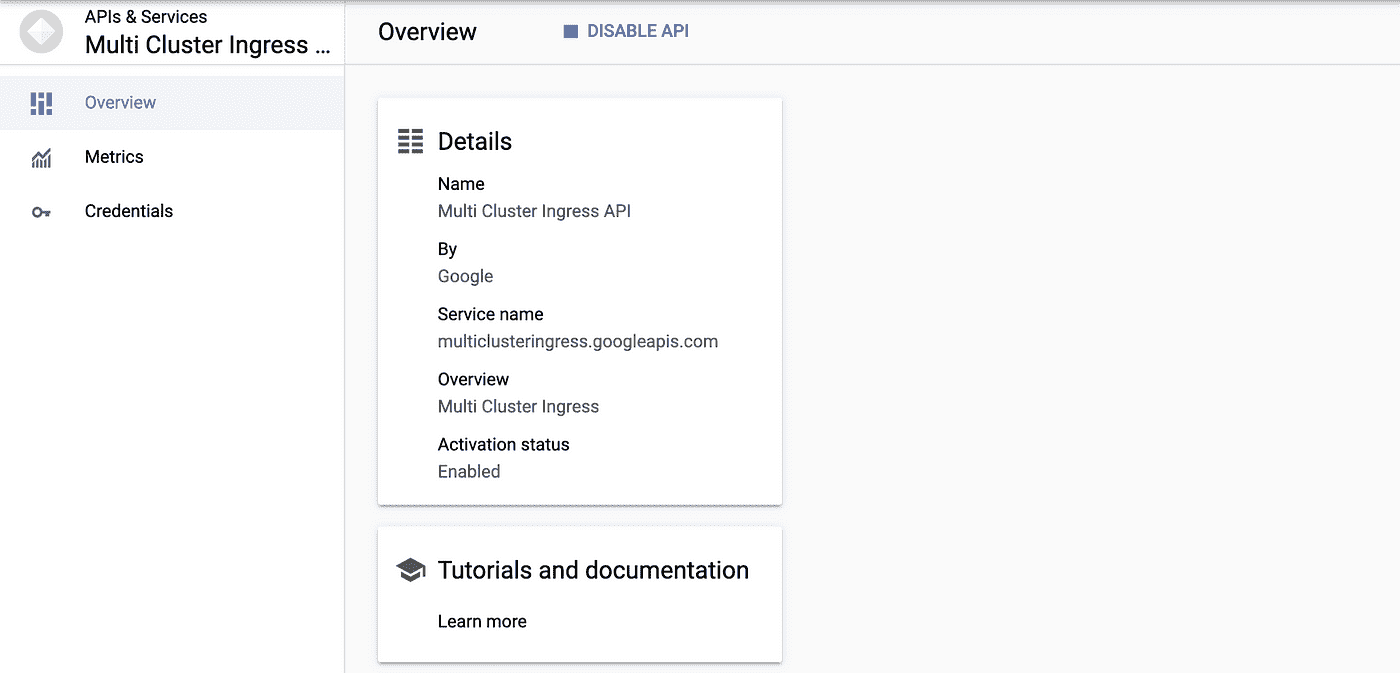 APIs & Services
Multi Cluster Ingress ...
Overview
Metrics
Credentials
Overview
DISABLE API
Details
Name
Multi Cluster Ingress API
By
Google
Service name
multiclusteringress.googleapis.com
Overview
Multi Cluster Ingress
Activation status
Enabled
Tutorials and documentation
Learn more